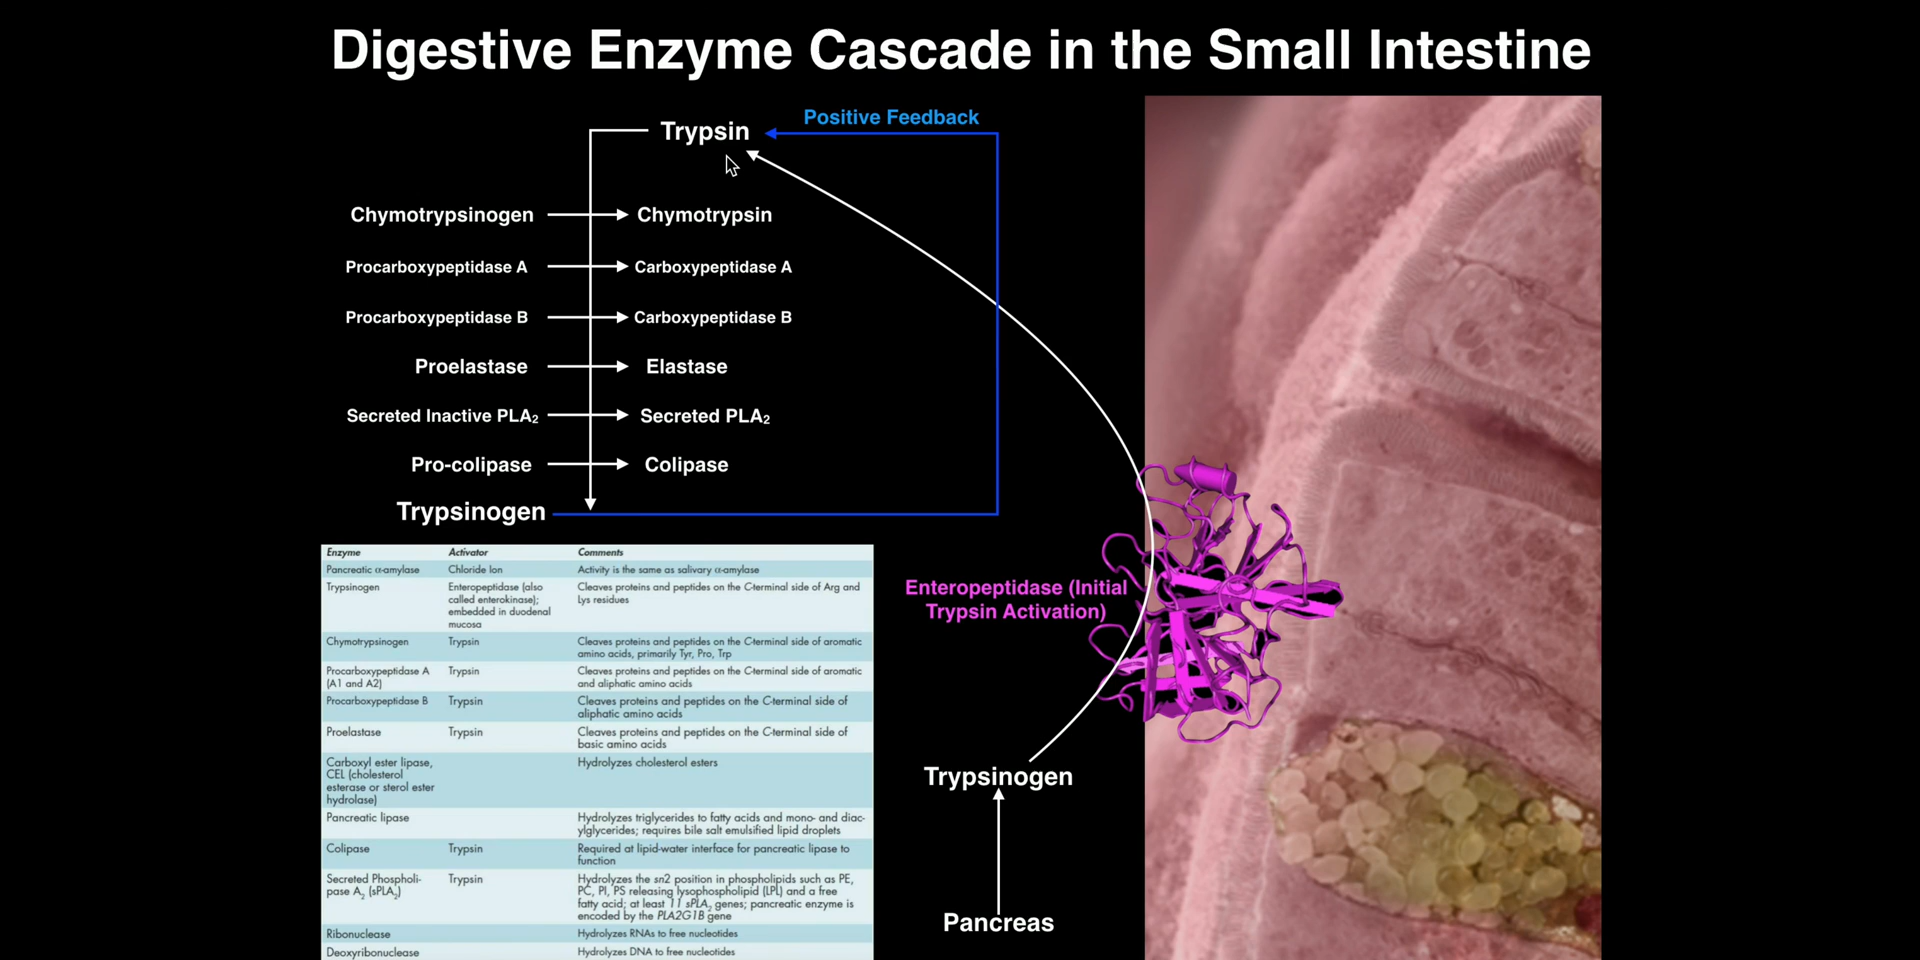 Digestive Enzyme Cascade in the Small Intestine
Positive Feedback
Trypsin
Chymotrypsinogen Chymotrypsin
Procarboxypeptidase A Carboxypeptidase A
Procarboxypeptidase B Carboxypeptidase B
Proelastase Elastase
Secreted Inactive PLA₂ Secreted PLA₂
Pro-colipase Colipase
Trypsinogen
Enteropeptidase (Initial
Trypsin Activation)
Trypsinogen
Pancreas
Enzyme Activator Comments
Pancreatic α-amylase Chloride Ion Activity is the same as salivary α-amylase
Trypsinogen Enteropeptidase (also Cleaves proteins and peptides on the C-terminal side of Arg and
called enterokinase); Lys residues
embedded in duodenal
mucosa
Chymotrypsinogen Trypsin Cleaves proteins and peptides on the C-terminal side of aromatic
amino acids, primarily Tyr, Pro, Trp
Procarboxypeptidase A Trypsin Cleaves proteins and peptides on the C-terminal side of aromatic
(A1 and A2) and aliphatic amino acids
Procarboxypeptidase B Trypsin Cleaves proteins and peptides on the C-terminal side of
aliphatic amino acids
Proelastase Trypsin Cleaves proteins and peptides on the C-terminal side of
basic amino acids
Carboxyl ester lipase, Hydrolyzes cholesterol esters
CEL (cholesterol
esterase or sterol ester
hydrolase)
Pancreatic lipase Hydrolyzes triglycerides to fatty acids and mono- and diac-
ylglycerides; requires bile salt emulsified lipid droplets
Colipase Trypsin Required at lipid-water interface for pancreatic lipase to
function
Secreted Phospholi- Trypsin Hydrolyzes the sn2 position in phospholipids such as PE,
pase A₂ (sPLA₂) PC, PI, PS releasing lysophospholipid (LPL) and a free
fatty acid; at least 11 sPLA₂ genes; pancreatic enzyme is
encoded by the PLA2G1B gene
Ribonuclease Hydrolyzes RNAs to free nucleotides
Deoxyribonuclease Hydrolyzes DNA to free nucleotides